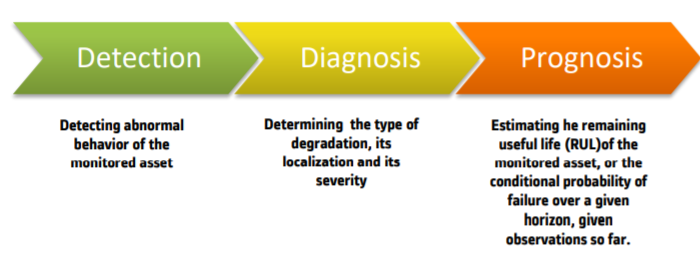 Detection
Diagnosis
Prognosis
Detecting abnormal
behavior of the
monitored asset
Determining the type of
degradation, its
localization and its
severity
Estimating he remaining
useful life (RUL)of the
monitored asset, or the
conditional probability of
failure over a given
horizon, given
observations so far.